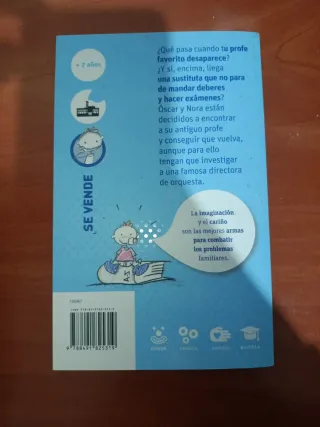 + 7 años
¿Qué pasa cuando tu profe
favorito desaparece?
¿Y si, encima, llega
una sustituta que no para
de mandar deberes
y hacer exámenes?
Óscar y Nora están
decididos a encontrar
a su antiguo profe
y conseguir que vuelva,
aunque para ello
tengan que investigar
a una famosa directora
de orquesta.
SE VENDE
La imaginación
y el cariño
son las mejores armas
para combatir
los problemas
familiares.